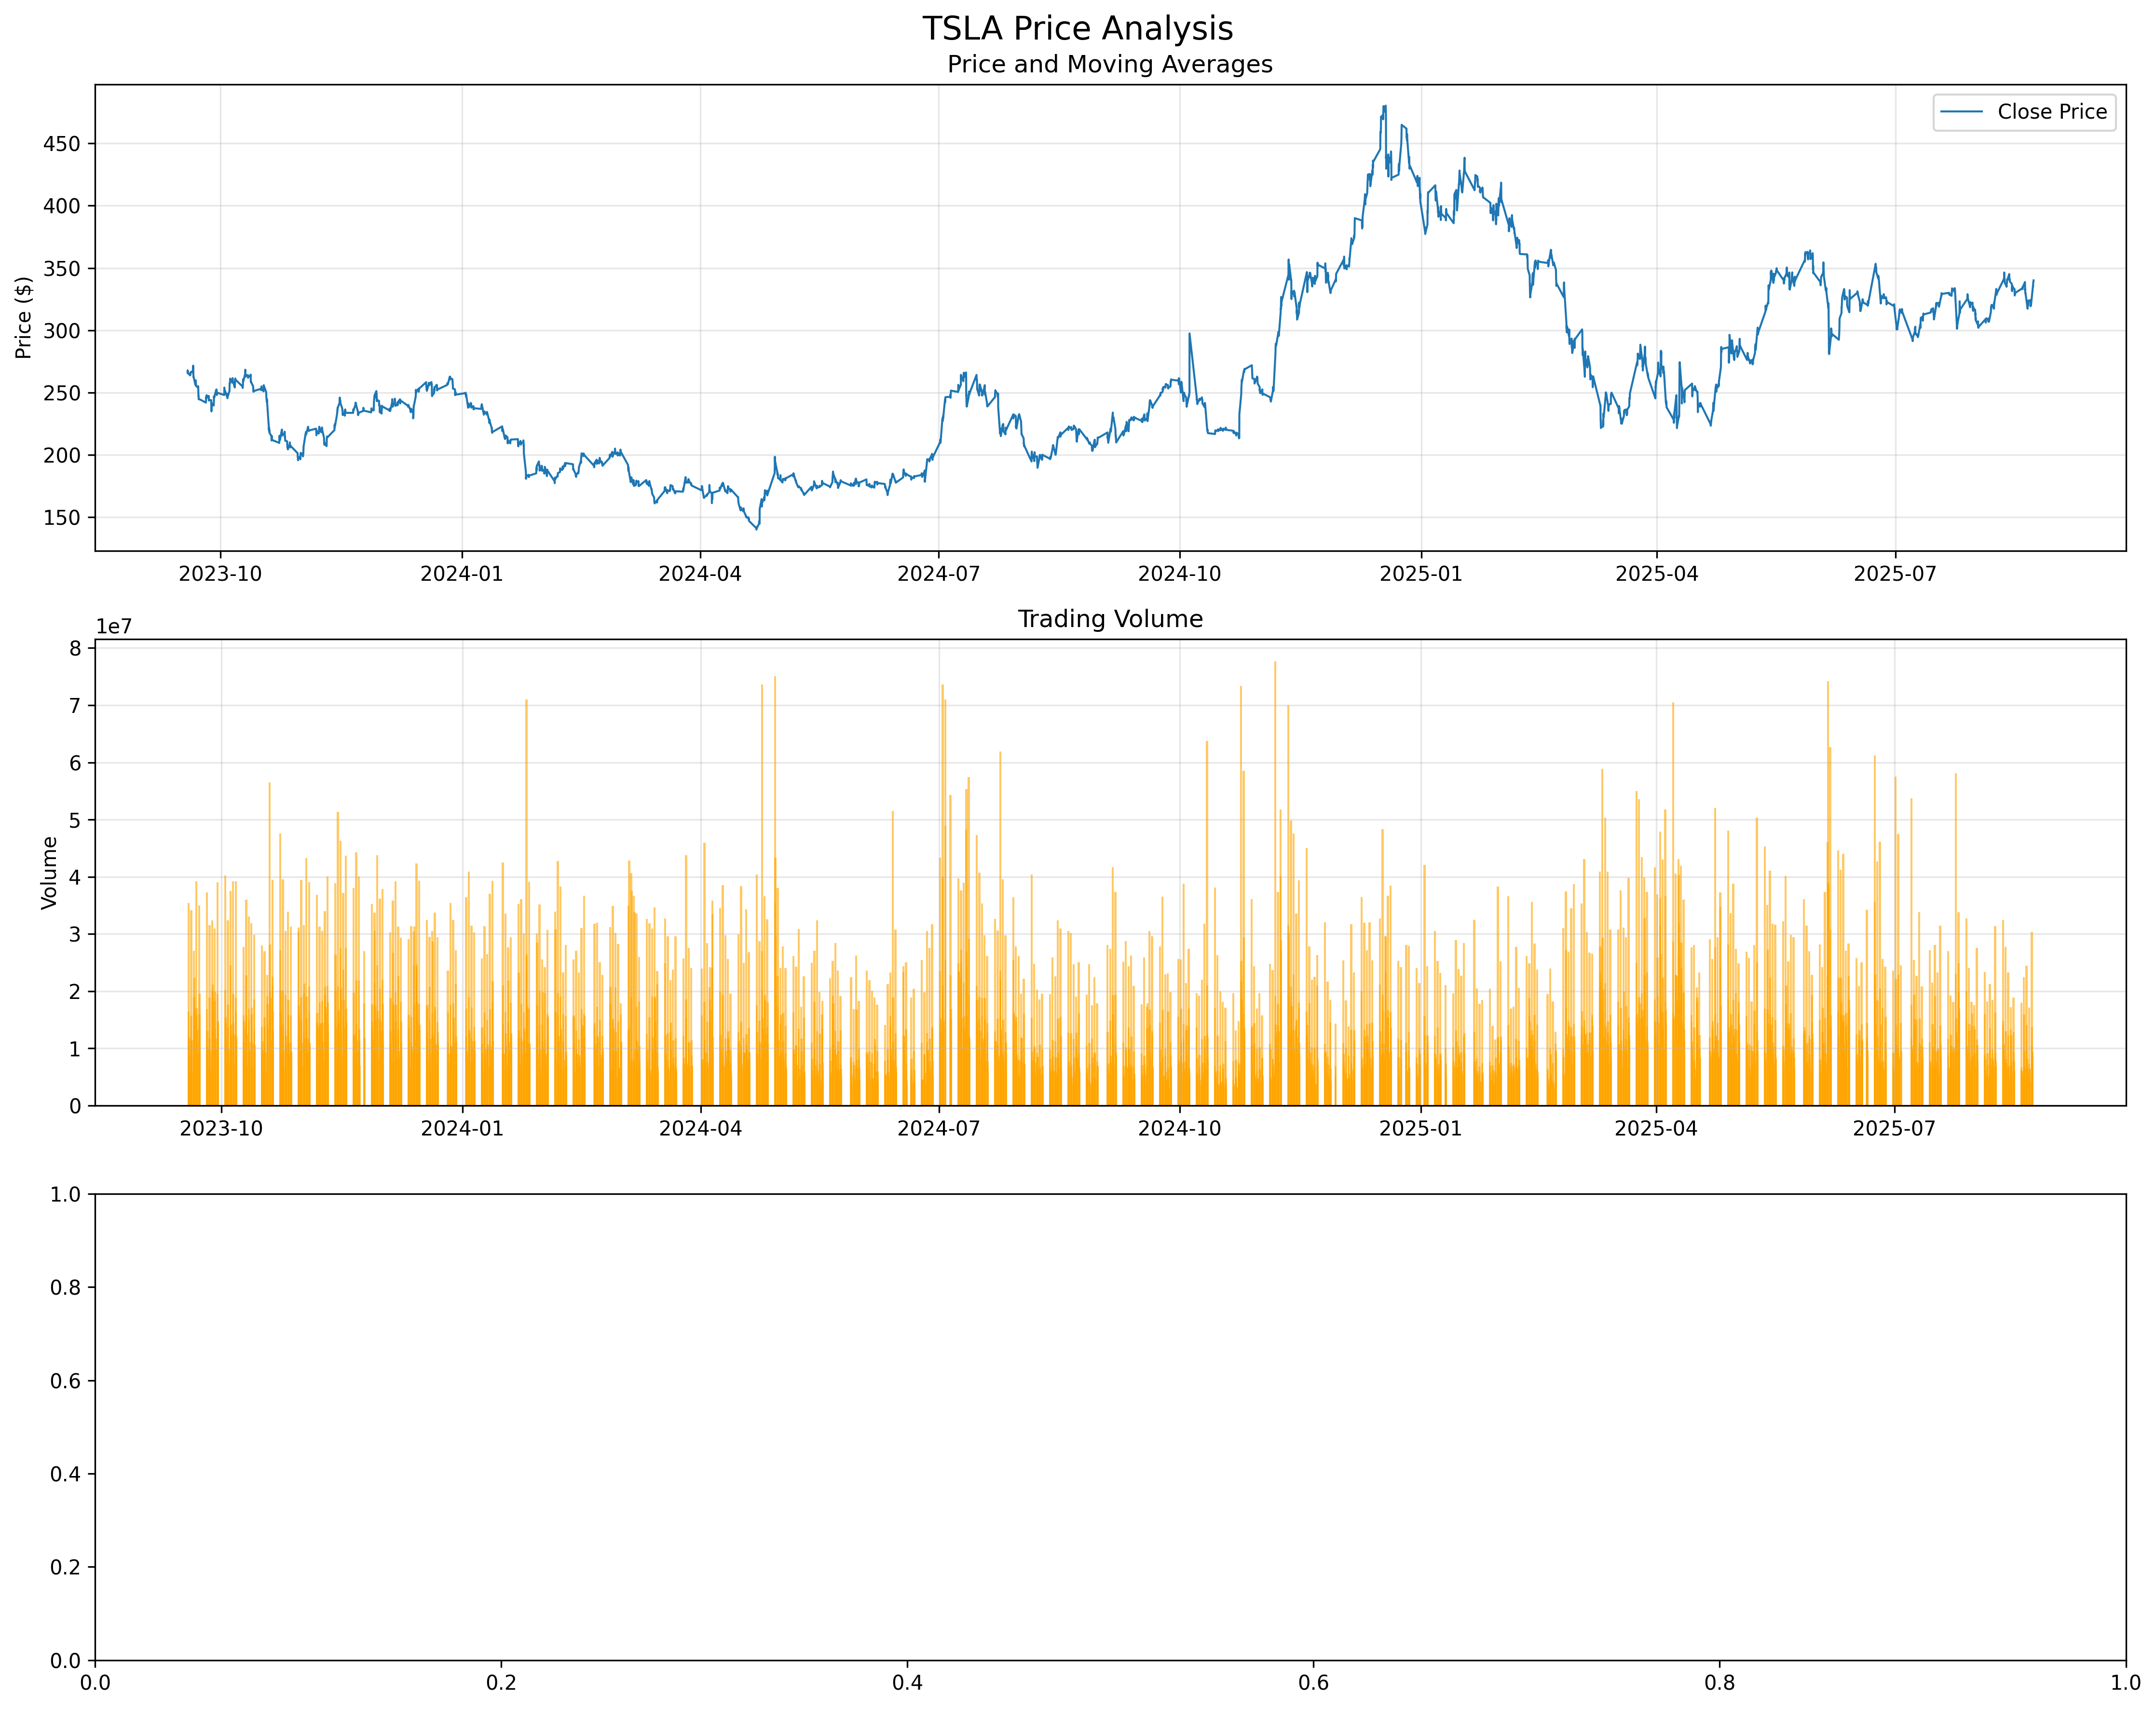 TSLA Price Analysis
Price and Moving Averages
Close Price
Price ($)
450
400
350
300
250
200
150
2023-10 2024-01 2024-04 2024-07 2024-10 2025-01 2025-04 2025-07
Trading Volume
1e7
Volume
8
7
6
5
4
3
2
1
0
2023-10 2024-01 2024-04 2024-07 2024-10 2025-01 2025-04 2025-07
1.0
0.8
0.6
0.4
0.2
0.0
0.0 0.2 0.4 0.6 0.8 1.0